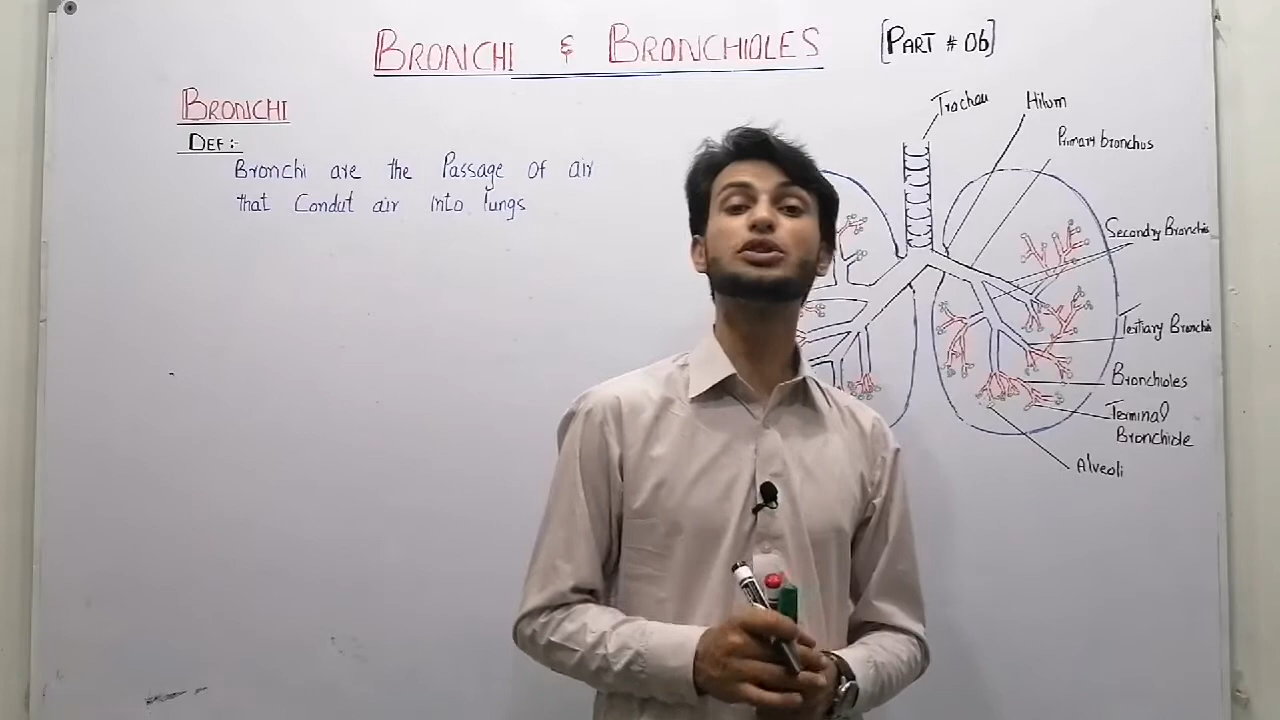 BRONCHI & BRONCHIOLES [PART # 06]
BRONCHI
DEF :-
Bronchi are the Passage of air
that Condut air into lungs
Trachau
Hilum
Primary bronchus
Secondry Bronchis
Tertiary Bronchis
Bronchioles
Terminal
Bronchiole
Alveoli